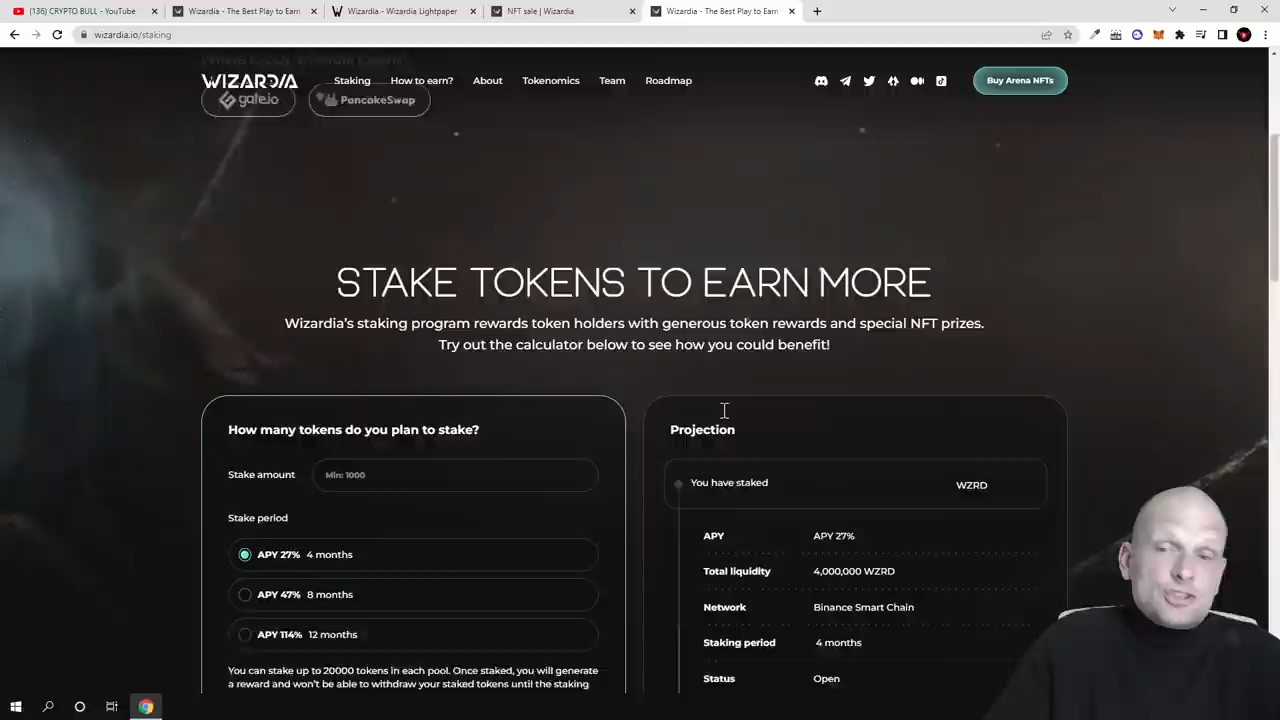 (136) CRYPTO BULL - YouTube
Wizardia - The Best Play to Earn
Wizardia - Wizardia Lightpaper
NFT sale | Wizardia
Wizardia - The Best Play to Earn
wizardia.io/staking
WIZARDIA
Staking
How to earn?
About
Tokenomics
Team
Roadmap
Buy Arena NFTs
gate.io
PancakeSwap
STAKE TOKENS TO EARN MORE
Wizardia's staking program rewards token holders with generous token rewards and special NFT prizes.
Try out the calculator below to see how you could benefit!
How many tokens do you plan to stake?
Stake amount
Min: 1000
Stake period
APY 27% 4 months
APY 47% 8 months
APY 114% 12 months
You can stake up to 20000 tokens in each pool. Once staked, you will generate
a reward and won't be able to withdraw your staked tokens until the staking
Projection
You have staked
WZRD
APY
APY 27%
Total liquidity
4,000,000 WZRD
Network
Binance Smart Chain
Staking period
4 months
Status
Open